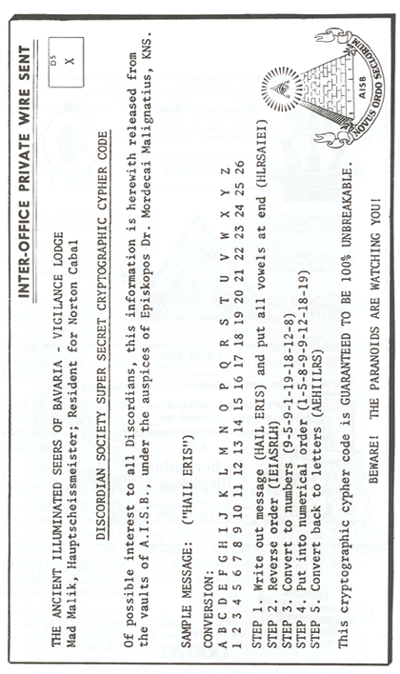 INTER-OFFICE PRIVATE WIRE SENT
DS
X
THE ANCIENT ILLUMINATED SEERS OF BAVARIA - VIGILANCE LODGE
Mad Malik, Hauptscheissmeister; Resident for Norton Cabal
DISCORDIAN SOCIETY SUPER SECRET CRYPTOGRAPHIC CYPHER CODE
Of possible interest to all Discordians, this information is herewith released from
the vaults of A.I.S.B., under the auspices of Episkopos Dr. Mordecai Malignatius, KNS.
SAMPLE MESSAGE: ("HAIL ERIS")
CONVERSION:
A B C D E F G H I J K L M N O P Q R S T U V W X Y Z
1 2 3 4 5 6 7 8 9 10 11 12 13 14 15 16 17 18 19 20 21 22 23 24 25 26
STEP 1. Write out message (HAIL ERIS) and put all vowels at end (HLRSAIEI)
STEP 2. Reverse order (IEIASRLH)
STEP 3. Convert to numbers (9-5-9-1-19-18-12-8)
STEP 4. Put into numerical order (1-5-8-9-9-12-18-19)
STEP 5. Convert back to letters (AEHIILRS)
This cryptographic cypher code is GUARANTEED TO BE 100% UNBREAKABLE.
BEWARE! THE PARANOIDS ARE WATCHING YOU!
AISB
NOVUS ORDO SECLORUM